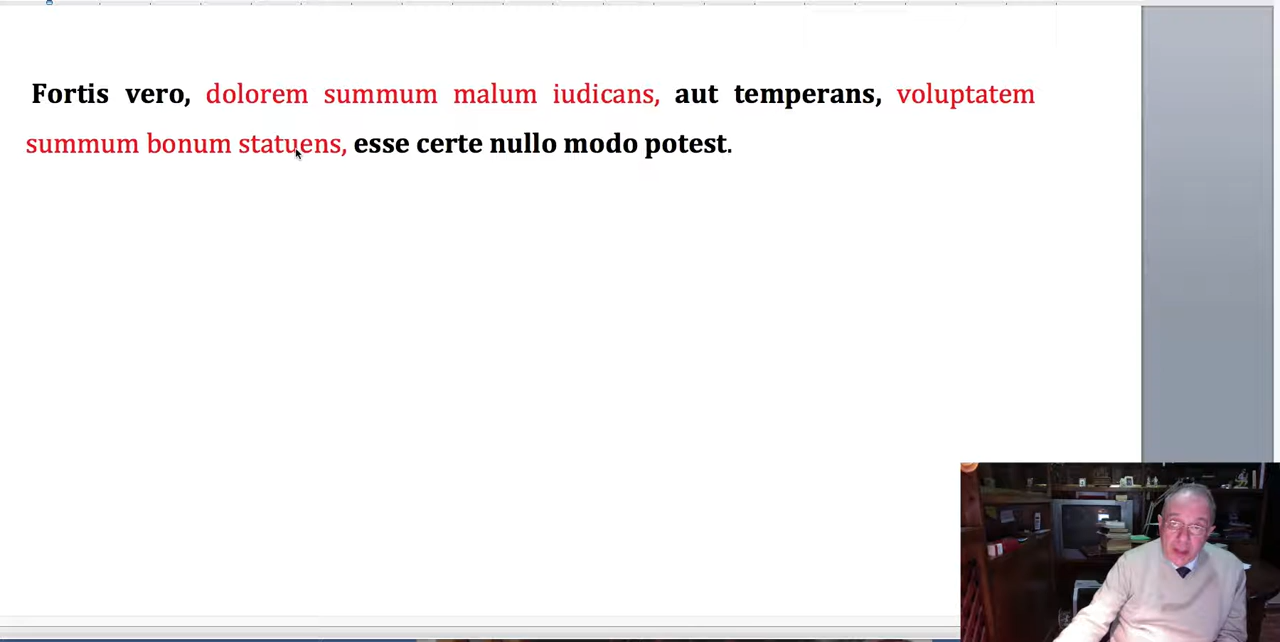 Fortis vero, dolorem summum malum iudicans, aut temperans, voluptatem
summum bonum statuens, esse certe nullo modo potest.